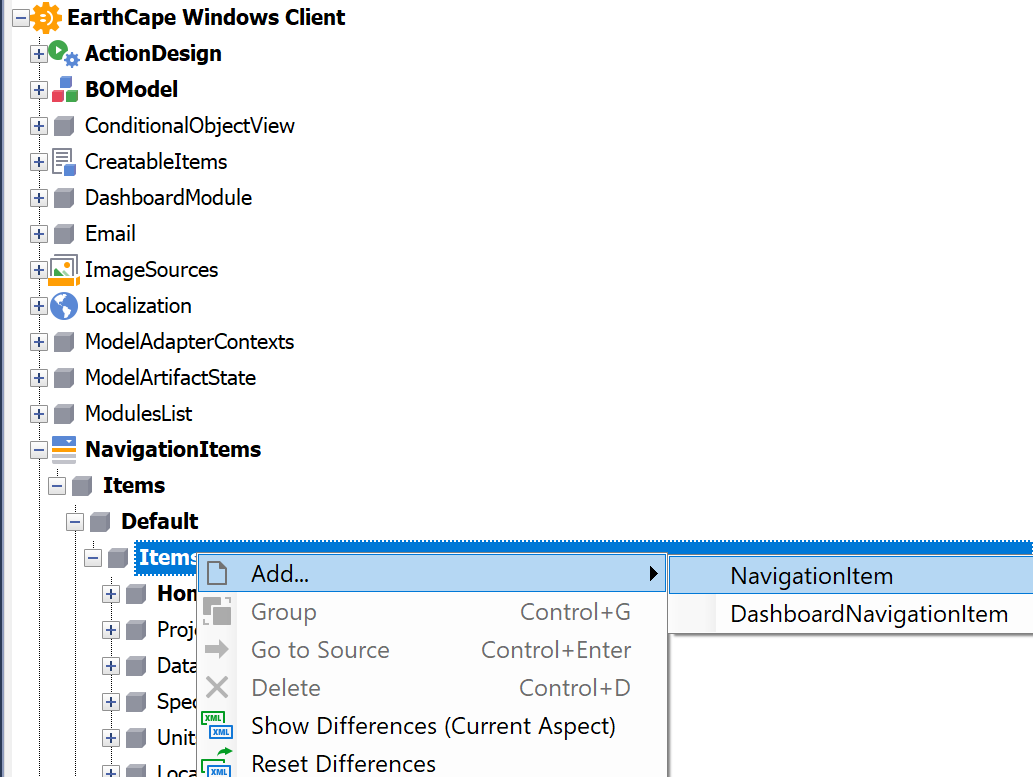 EarthCape Windows Client
ActionDesign
BOModel
ConditionalObjectView
CreatableItems
DashboardModule
Email
ImageSources
Localization
ModelAdapterContexts
ModelArtifactState
ModulesList
NavigationItems
Items
Default
Items
Add...
NavigationItem
Hon
Group Control+G
DashboardNavigationItem
Proj
Go to Source Control+Enter
Data
Delete Control+D
Spec
Show Differences (Current Aspect)
Unit
Reset Differences
Loca
XML
XML
XML